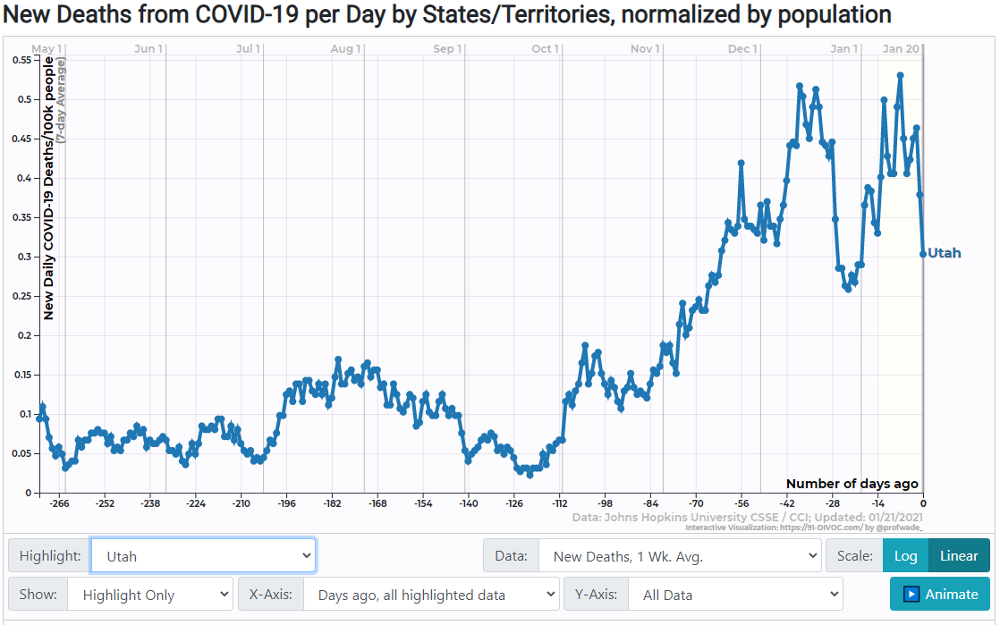 New Deaths from COVID-19 per Day by States/Territories, normalized by population
May 1 Jun 1 Jul 1 Aug 1 Sep 1 Oct 1 Nov 1 Dec 1 Jan 1 Jan 20
New Daily COVID-19 Deaths/100k people
(7-day Average)
0.55
0.5
0.45
0.4
0.35
0.3
0.25
0.2
0.15
0.1
0.05
0
Utah
Number of days ago
-266 -252 -238 -224 -210 -196 -182 -168 -154 -140 -126 -112 -98 -84 -70 -56 -42 -28 -14 0
Data: Johns Hopkins University CSSE / CCI; Updated: 01/21/2021
Interactive Visualization: https://91-DIVOC.com/ by @profwade_
Highlight: Utah Data: New Deaths, 1 Wk. Avg. Scale: Log Linear
Show: Highlight Only X-Axis: Days ago, all highlighted data Y-Axis: All Data Animate